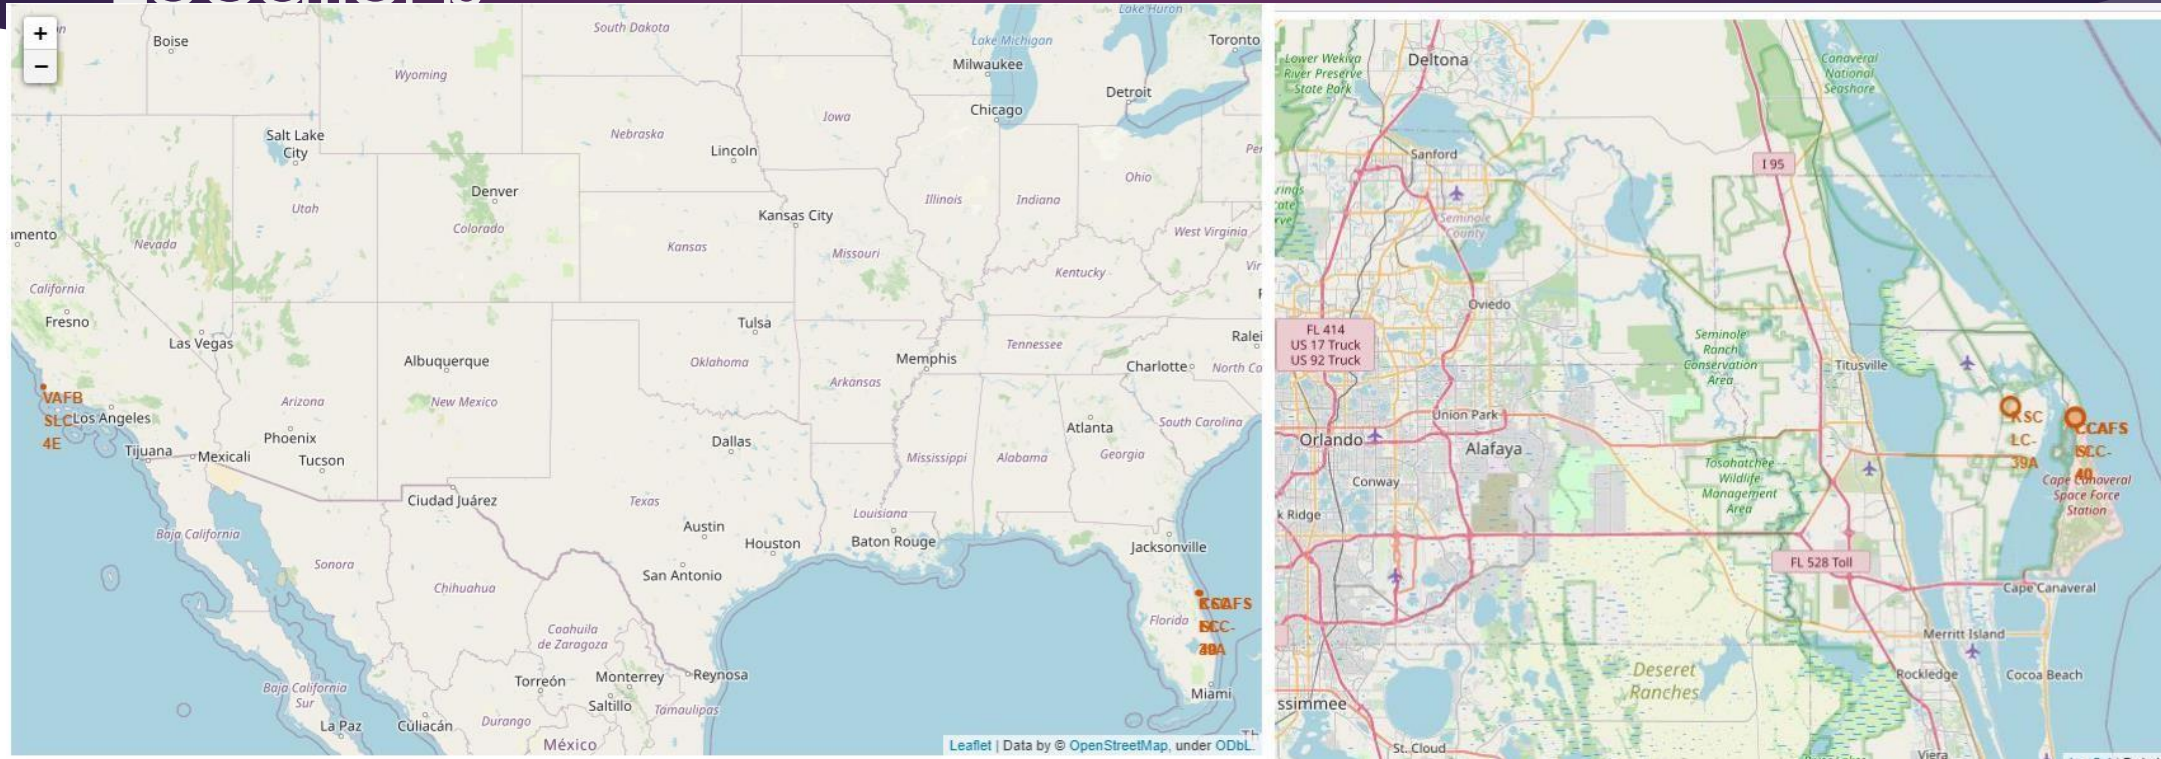 +
−
Boise
South Dakota
Lake Huron
Lake Michigan
Toronto
Wyoming
Milwaukee
Detroit
Chicago
Iowa
Salt Lake
City
Nebraska
Lincoln
Ohio
Denver
Utah
Illinois
Indiana
Kansas City
Colorado
West Virginia
Nevada
Kansas
Missouri
Kentucky
California
Fresno
Tulsa
Las Vegas
Albuquerque
Oklahoma
Memphis
Tennessee
Charlotte
Arkansas
VAFB
SLC-
4E
Los Angeles
Arizona
New Mexico
Phoenix
Tucson
Dallas
Atlanta
South Carolina
Tijuana
Mexicali
Mississippi
Alabama
Georgia
Ciudad Juárez
Texas
Louisiana
Baja California
Austin
Houston
Baton Rouge
Jacksonville
Sonora
Chihuahua
San Antonio
Florida
Coahuila
de Zaragoza
Torreón
Monterrey
Reynosa
Miami
Baja California
Sur
Saltillo
Tamaulipas
La Paz
Culiacán
Durango
México
Leaflet | Data by © OpenStreetMap, under ODbL.
Lower Wekiva
River Preserve
State Park
Deltona
Canaveral
National
Seashore
Sanford
I 95
Seminole
County
Oviedo
FL 414
US 17 Truck
US 92 Truck
Seminole
Ranch
Conservation
Area
Titusville
Union Park
KSC
LC-
39A
CCAFS
Orlando
Alafaya
Tosohatchee
Wildlife
Management
Area
Conway
Cape Canaveral
Space Force
Station
k Ridge
FL 528 Toll
Cape Canaveral
Merritt Island
Deseret
Ranches
Rockledge
Cocoa Beach
ssimmee
St. Cloud
Viera